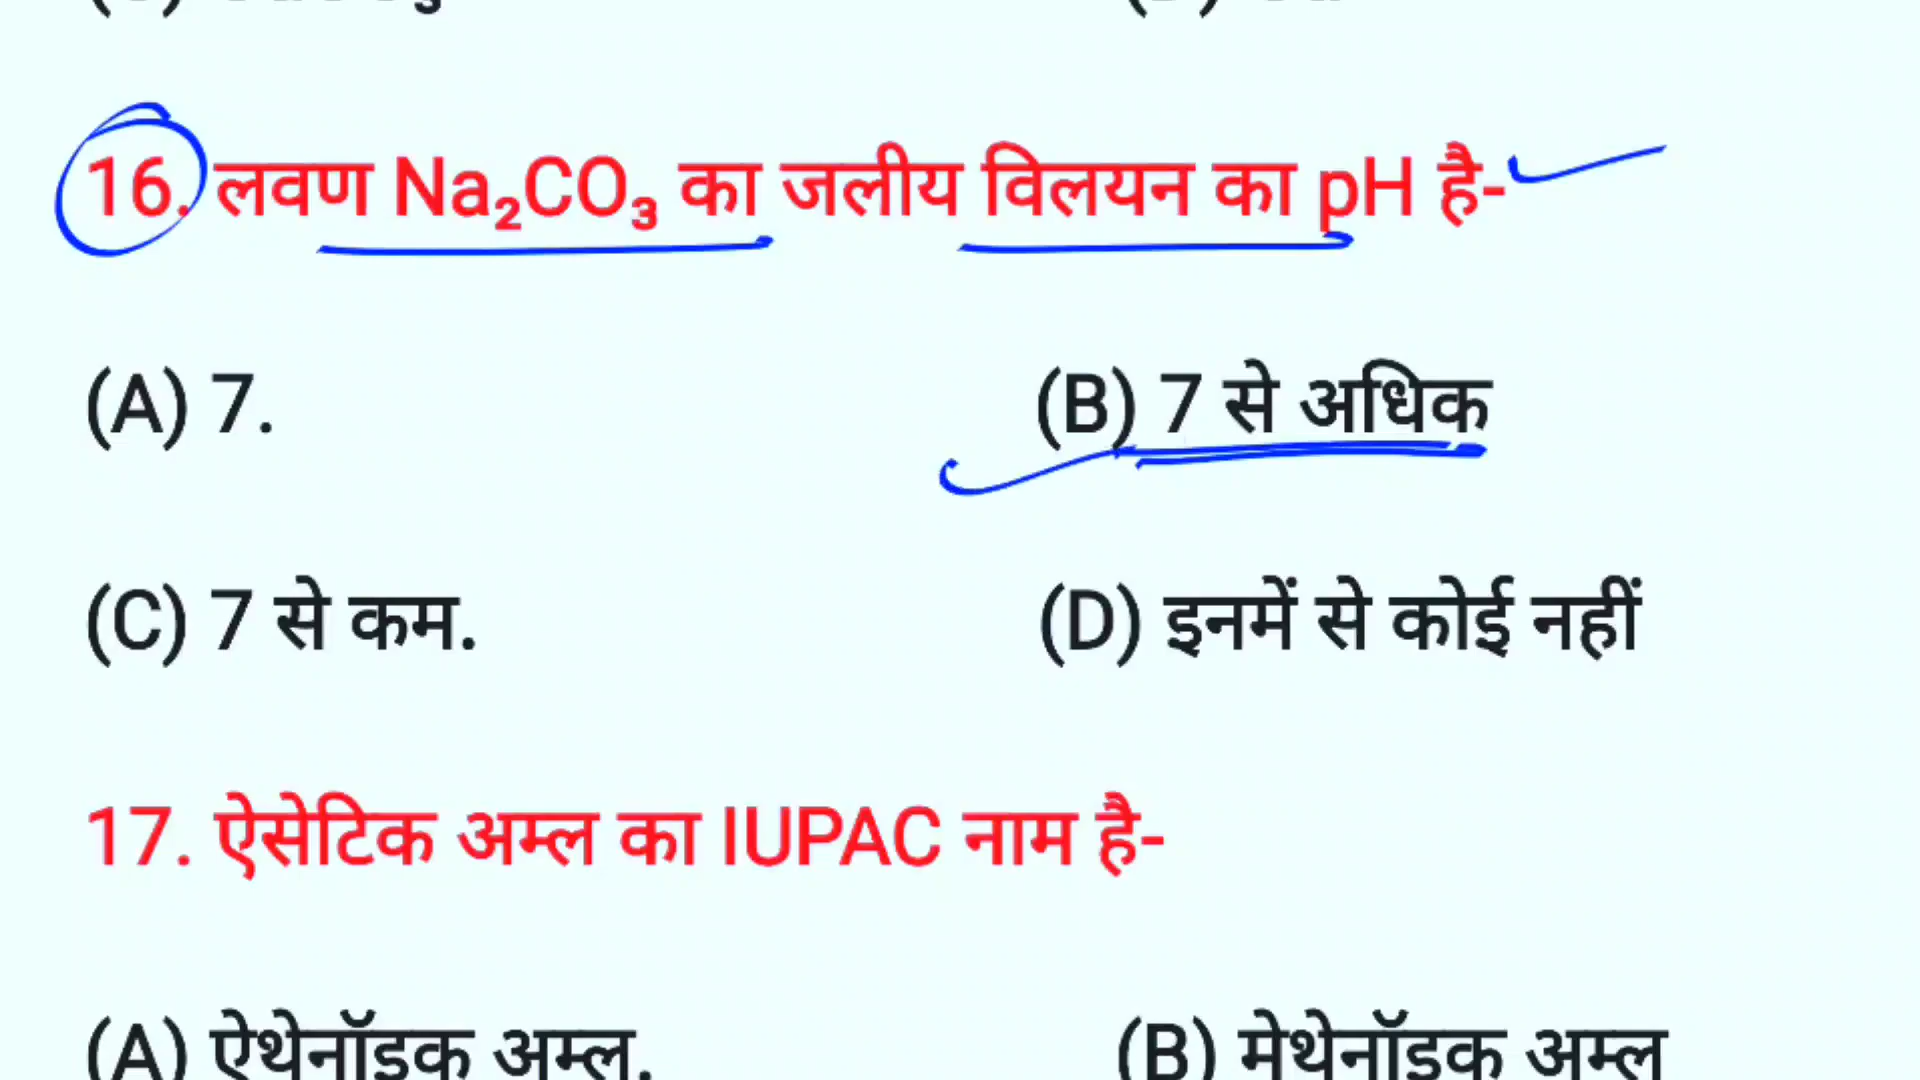 16. लवण Na₂CO₃ का जलीय विलयन का pH है-
(A) 7.
(B) 7 से अधिक
(C) 7 से कम.
(D) इनमें से कोई नहीं
17. ऐसेटिक अम्ल का IUPAC नाम है-
(A) ऐथेनॉइक अम्ल.
(B) मेथेनॉइक अम्ल